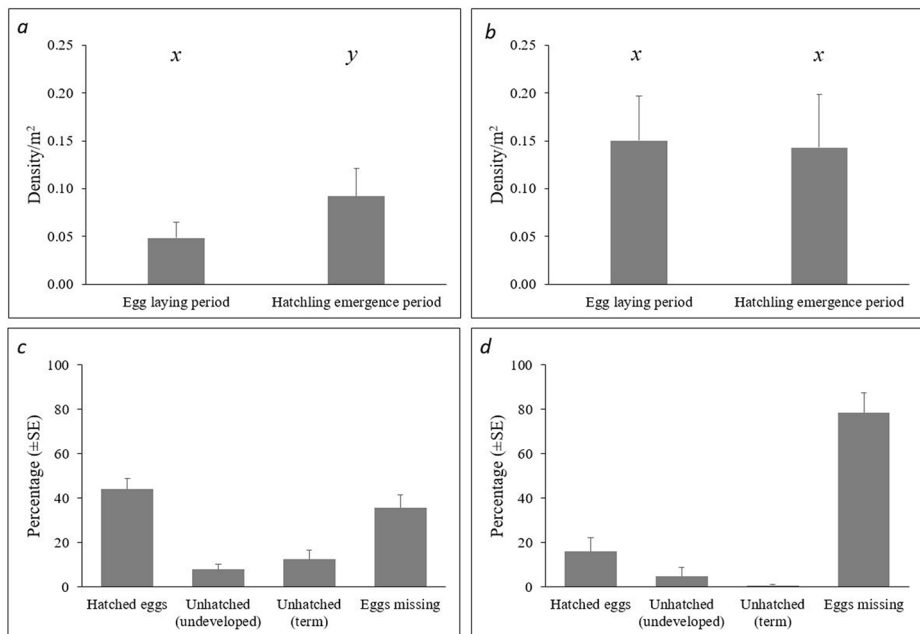 a
x
y
0.25
0.20
0.15
0.10
0.05
0.00
Density/m²
Egg laying period
Hatchling emergence period
b
x
x
0.25
0.20
0.15
0.10
0.05
0.00
Density/m²
Egg laying period
Hatchling emergence period
c
100
80
60
40
20
0
Percentage (±SE)
Hatched eggs
Unhatched
(undeveloped)
Unhatched
(term)
Eggs missing
d
100
80
60
40
20
0
Percentage (±SE)
Hatched eggs
Unhatched
(undeveloped)
Unhatched
(term)
Eggs missing